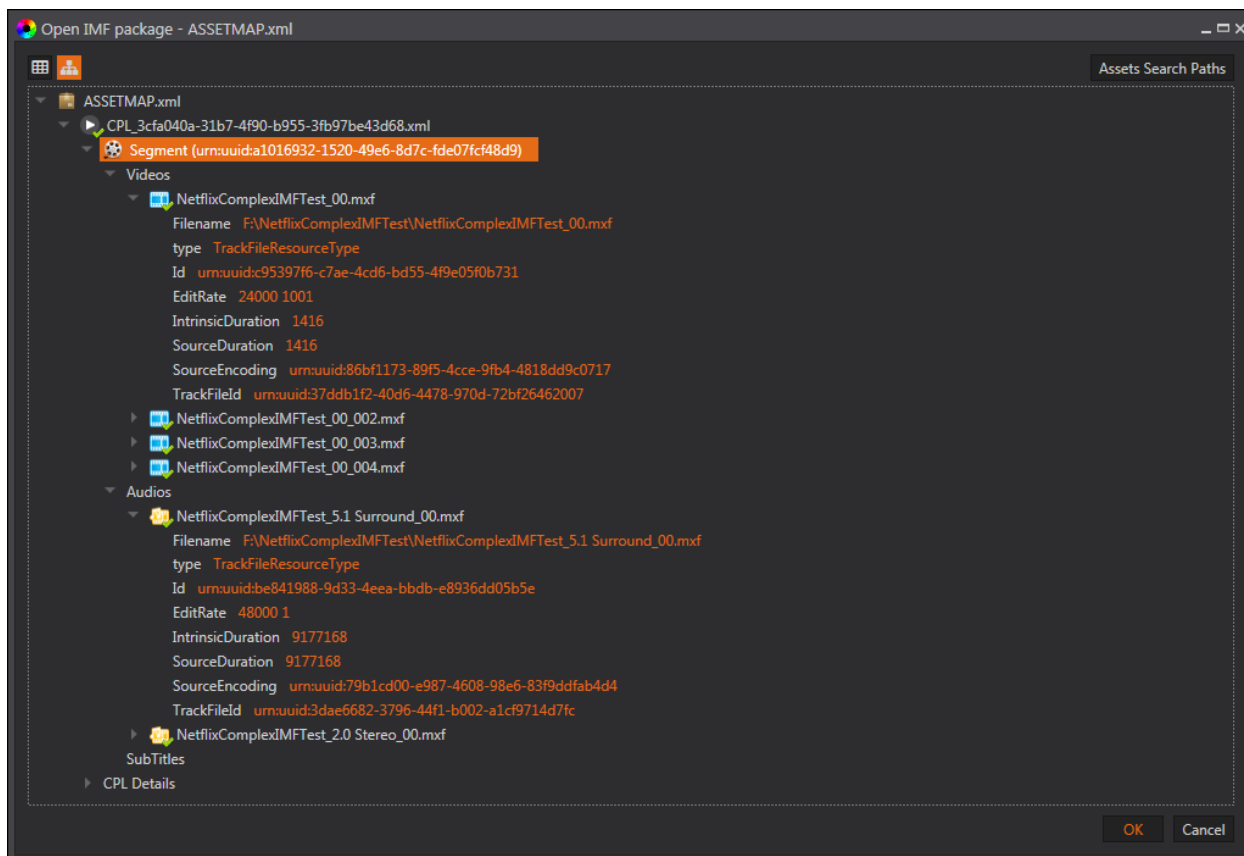 Open IMF package - ASSETMAP.xml
Assets Search Paths
ASSETMAP.xml
CPL_3cfa040a-31b7-4f90-b955-3fb97be43d68.xml
Segment (urn:uuid:a1016932-1520-49e6-8d7c-fde07fcf48d9)
Videos
NetflixComplexIMFTest_00.mxf
Filename F:\NetflixComplexIMFTest\NetflixComplexIMFTest_00.mxf
type TrackFileResourceType
Id urn:uuid:c95397f6-c7ae-4cd6-bd55-4f9e05f0b731
EditRate 24000 1001
IntrinsicDuration 1416
SourceDuration 1416
SourceEncoding urn:uuid:86bf1173-89f5-4cce-9fb4-4818dd9c0717
TrackFileId urn:uuid:37ddb1f2-40d6-4478-970d-72bf26462007
NetflixComplexIMFTest_00_002.mxf
NetflixComplexIMFTest_00_003.mxf
NetflixComplexIMFTest_00_004.mxf
Audios
NetflixComplexIMFTest_5.1 Surround_00.mxf
Filename F:\NetflixComplexIMFTest\NetflixComplexIMFTest_5.1 Surround_00.mxf
type TrackFileResourceType
Id urn:uuid:be841988-9d33-4eea-bbdb-e8936dd05b5e
EditRate 48000 1
IntrinsicDuration 9177168
SourceDuration 9177168
SourceEncoding urn:uuid:79b1cd00-e987-4608-98e6-83f9ddfab4d4
TrackFileId urn:uuid:3dae6682-3796-44f1-b002-a1cf9714d7fc
NetflixComplexIMFTest_2.0 Stereo_00.mxf
SubTitles
CPL Details
OK Cancel